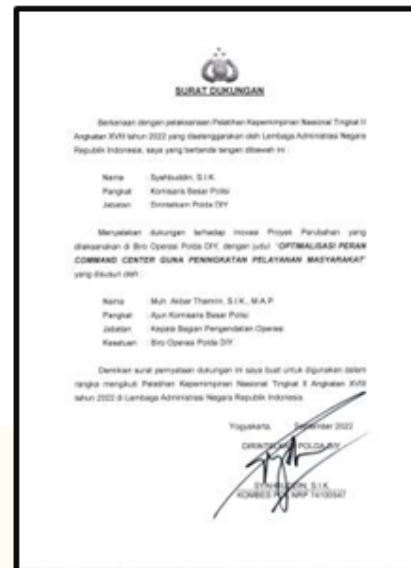 SURAT DUKUNGAN
Berkenaan dengan pelaksanaan Pelatihan Kepemimpinan Nasional Tingkat II
Angkatan XVIII tahun 2022 yang diselenggarakan oleh Lembaga Administrasi Negara
Republik Indonesia, saya yang bertanda tangan dibawah ini :
Nama : Syahbuddin, S.I.K.
Pangkat : Komisaris Besar Polisi
Jabatan : Dirintelkam Polda DIY
Menyatakan dukungan terhadap inovasi Proyek Perubahan yang
dilaksanakan di Biro Operasi Polda DIY, dengan judul "OPTIMALISASI PERAN
COMMAND CENTER GUNA PENINGKATAN PELAYANAN MASYARAKAT"
yang disusun oleh :
Nama : Muh. Akbar Thamrin, S.I.K., M.A.P.
Pangkat : Ajun Komisaris Besar Polisi
Jabatan : Kepala Bagian Pengendalian Operasi
Kesatuan : Biro Operasi Polda DIY
Demikian surat pernyataan dukungan ini saya buat untuk digunakan dalam
rangka mengikuti Pelatihan Kepemimpinan Nasional Tingkat II Angkatan XVIII
tahun 2022 di Lembaga Administrasi Negara Republik Indonesia.
Yogyakarta, September 2022
DIRINTELKAM POLDA DIY
SYAHBUDDIN, S.I.K.
KOMBES POL NRP 74100547